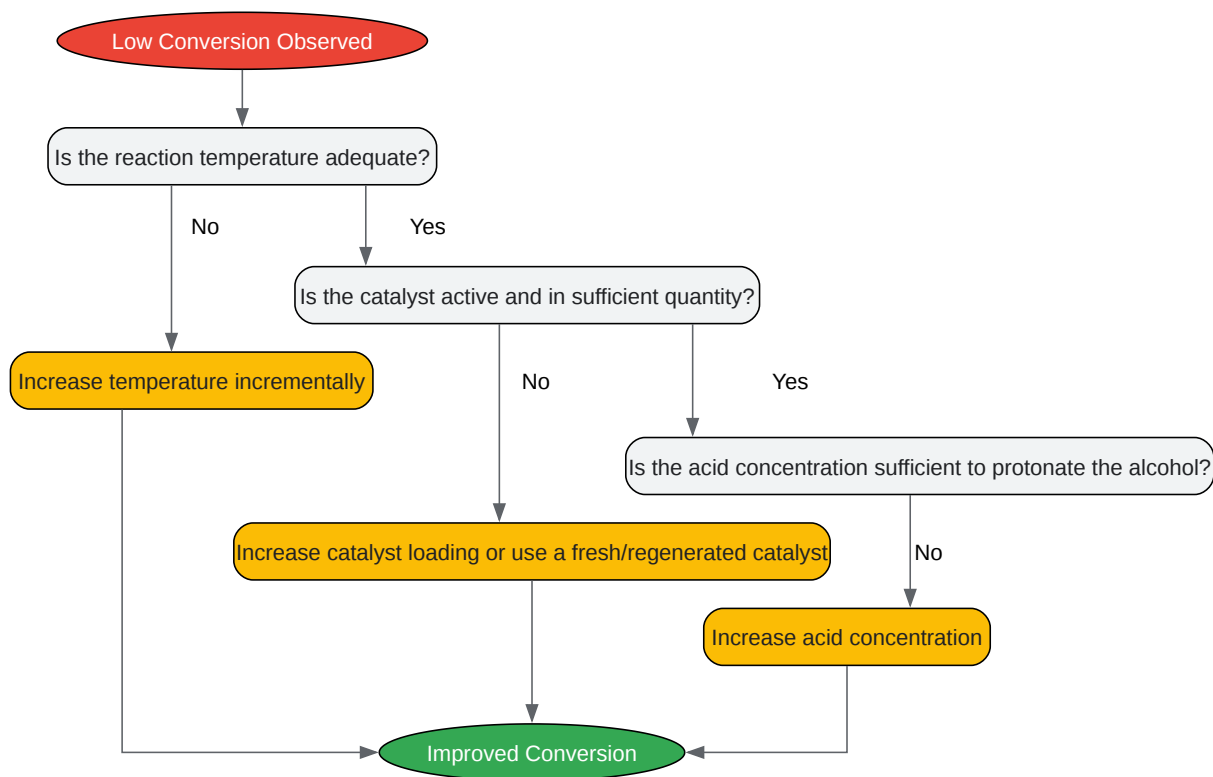 Low Conversion Observed
Is the reaction temperature adequate?
No
Yes
Is the catalyst active and in sufficient quantity?
Increase temperature incrementally
No
Yes
Is the acid concentration sufficient to protonate the alcohol?
Increase catalyst loading or use a fresh/regenerated catalyst
No
Increase acid concentration
Improved Conversion